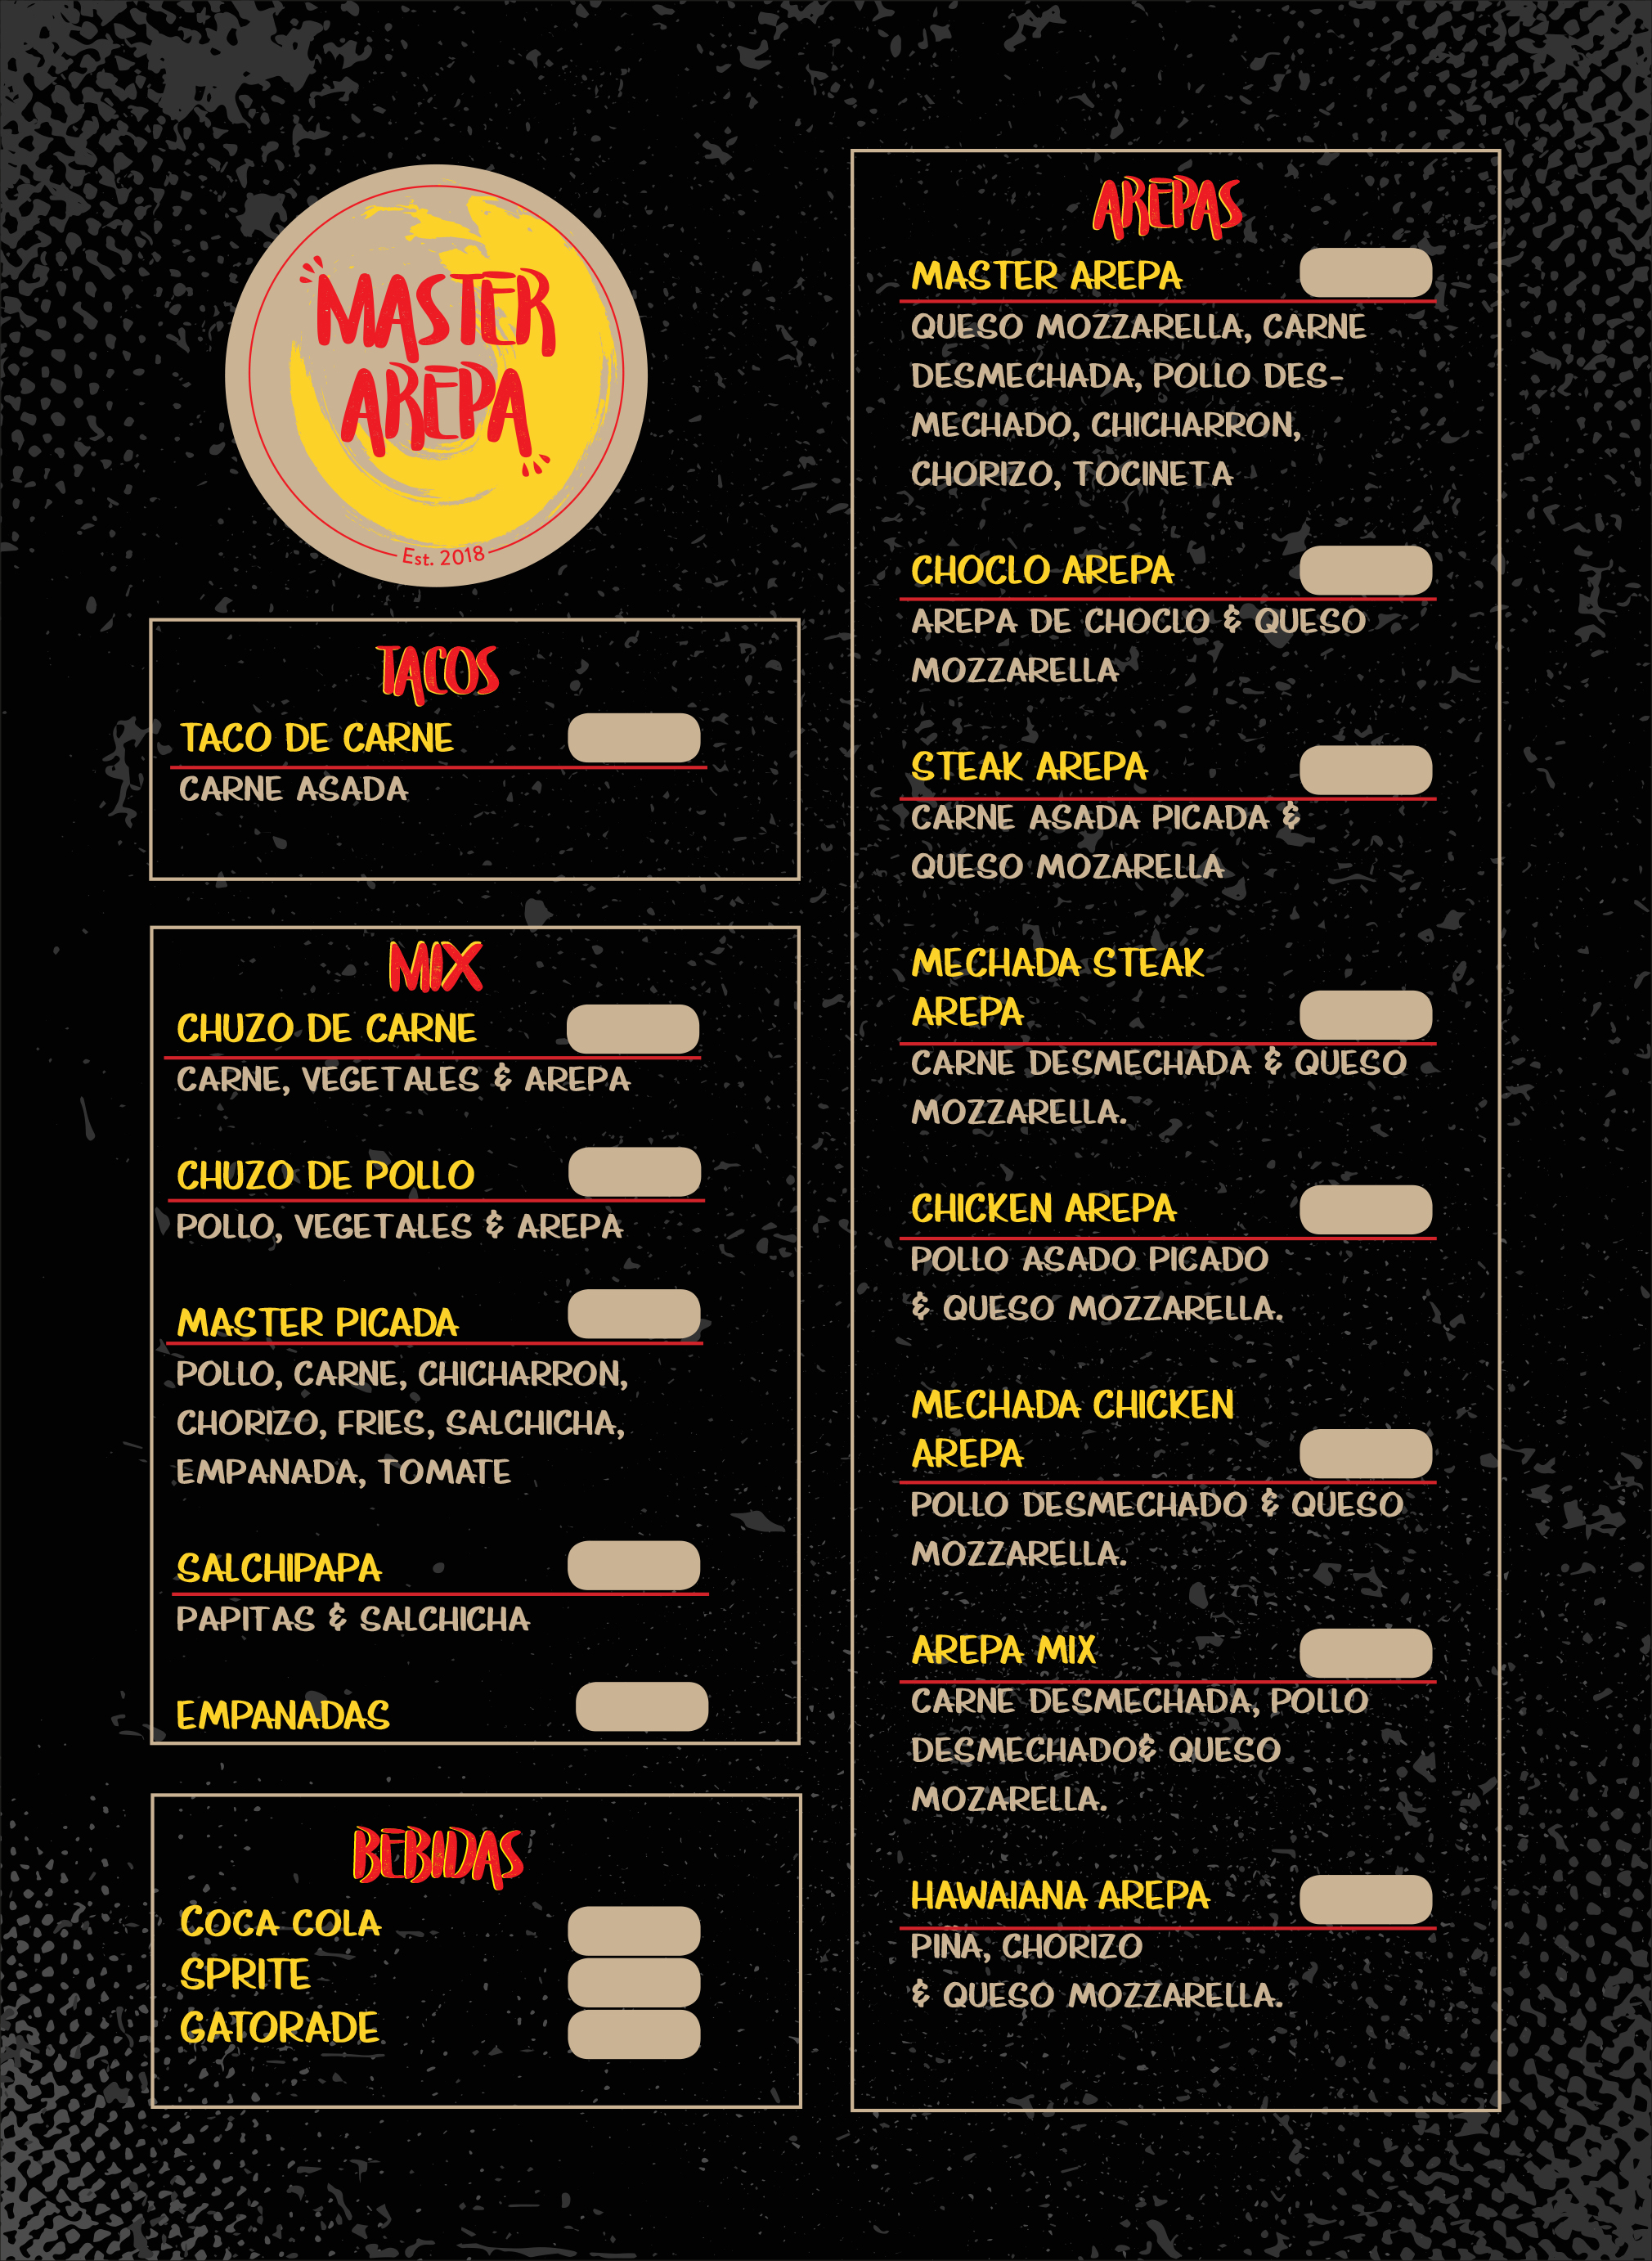 MASTER
AREPA
Est. 2018
TACOS
TACO DE CARNE
CARNE ASADA
MIX
CHUZO DE CARNE
CARNE, VEGETALES & AREPA
CHUZO DE POLLO
POLLO, VEGETALES & AREPA
MASTER PICADA
POLLO, CARNE, CHICHARRON,
CHORIZO, FRIES, SALCHICHA,
EMPANADA, TOMATE
SALCHIPAPA
PAPITAS & SALCHICHA
EMPANADAS
BEBIDAS
COCA COLA
SPRITE
GATORADE
AREPAS
MASTER AREPA
QUESO MOZZARELLA, CARNE
DESMECHADA, POLLO DES-
MECHADO, CHICHARRON,
CHORIZO, TOCINETA
CHOCLO AREPA
AREPA DE CHOCLO & QUESO
MOZZARELLA
STEAK AREPA
CARNE ASADA PICADA &
QUESO MOZARELLA
MECHADA STEAK
AREPA
CARNE DESMECHADA & QUESO
MOZZARELLA.
CHICKEN AREPA
POLLO ASADO PICADO
& QUESO MOZZARELLA.
MECHADA CHICKEN
AREPA
POLLO DESMECHADO & QUESO
MOZZARELLA.
AREPA MIX
CARNE DESMECHADA, POLLO
DESMECHADO& QUESO
MOZARELLA.
HAWAIANA AREPA
PIÑA, CHORIZO
& QUESO MOZZARELLA.